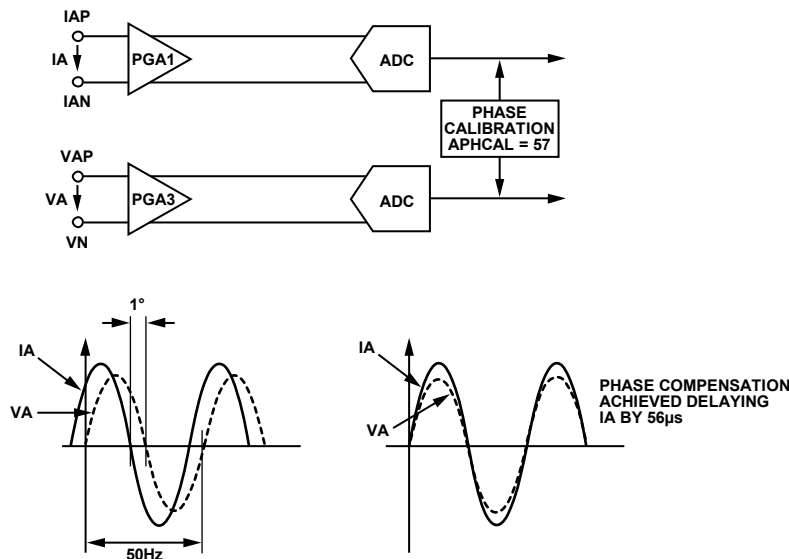 IAP
IA
IAN
PGA1
ADC
PHASE
CALIBRATION
APHCAL = 57
VAP
VA
VN
PGA3
ADC
1°
IA
VA
50Hz
IA
VA
PHASE COMPENSATION
ACHIEVED DELAYING
IA BY 56µs